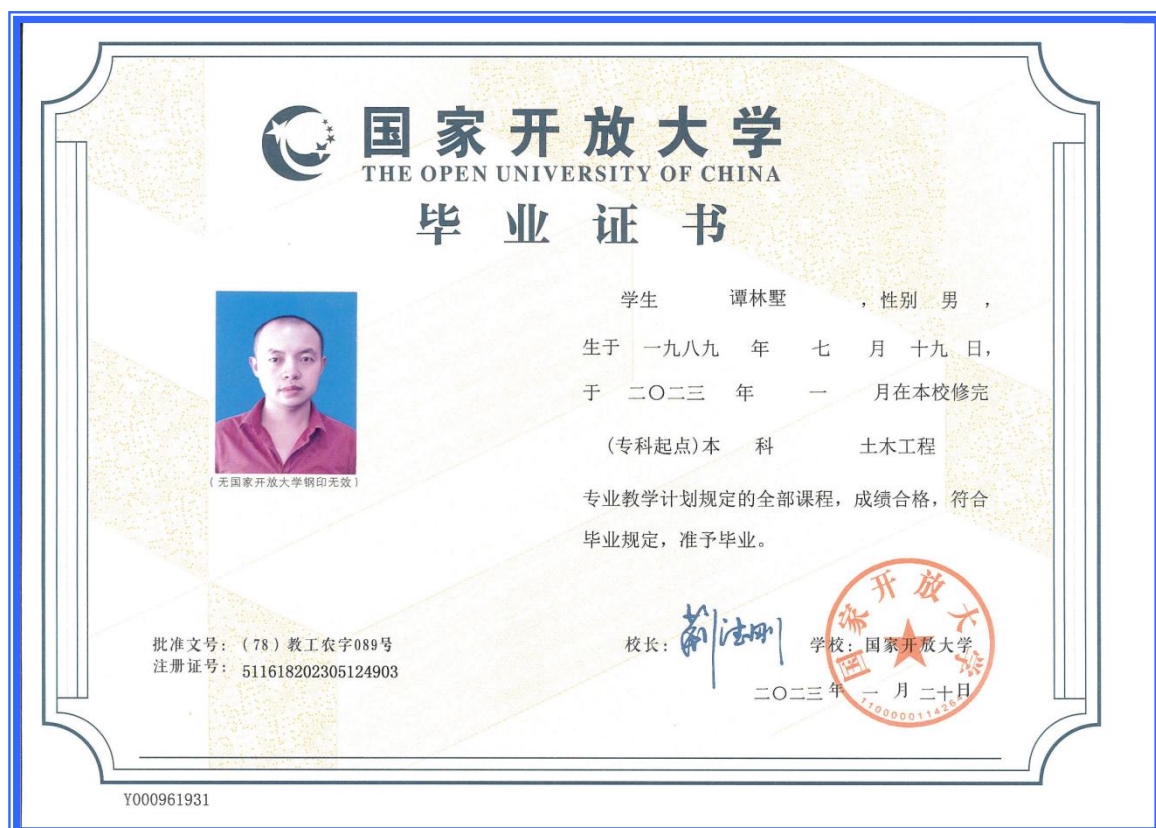 国家开放大学
THE OPEN UNIVERSITY OF CHINA
毕业证书
学生 谭林墅 ，性别 男 ，
生于 一九八九 年 七 月 十九 日，
于 二〇二三 年 一 月在本校修完
(专科起点)本 科 土木工程
(无国家开放大学钢印无效)
专业教学计划规定的全部课程，成绩合格，符合
毕业规定，准予毕业。
国家开放大学
批准文号：(78)教工农字089号
校长： 学校：国家开放大学
注册证号：511618202305124903
二〇二三年 一 月 二十日
Y000961931